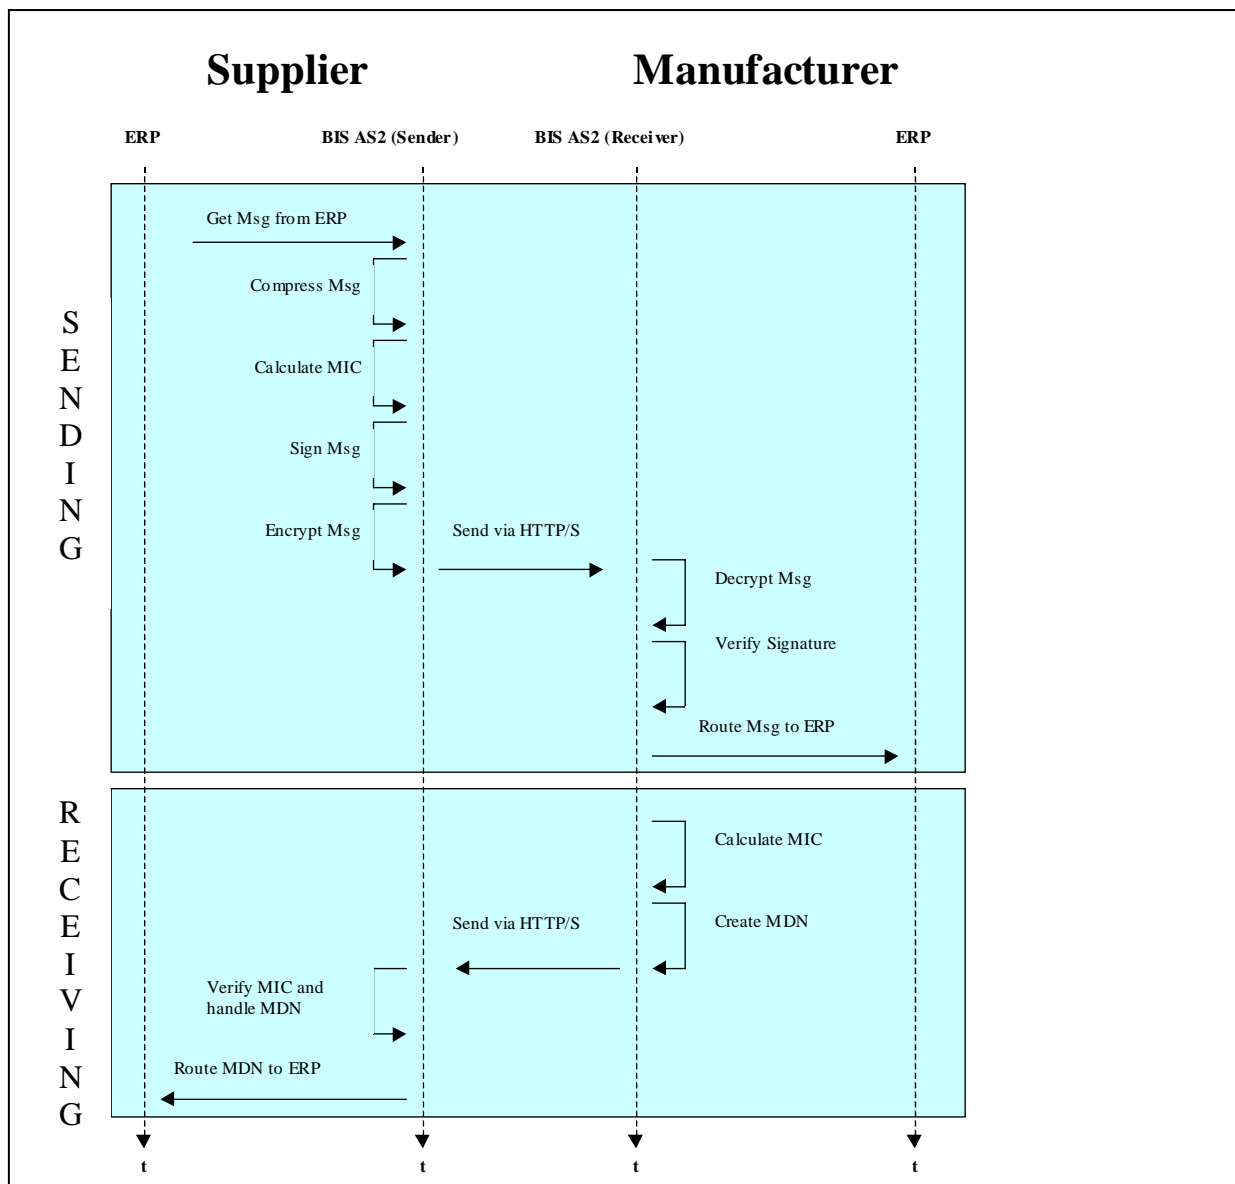 Supplier
Manufacturer
ERP
BIS AS2 (Sender)
BIS AS2 (Receiver)
ERP
SENDING
Get Msg from ERP
Compress Msg
Calculate MIC
Sign Msg
Encrypt Msg
Send via HTTP/S
Decrypt Msg
Verify Signature
Route Msg to ERP
RECEIVING
Calculate MIC
Create MDN
Send via HTTP/S
Verify MIC and
handle MDN
Route MDN to ERP
t
t
t
t